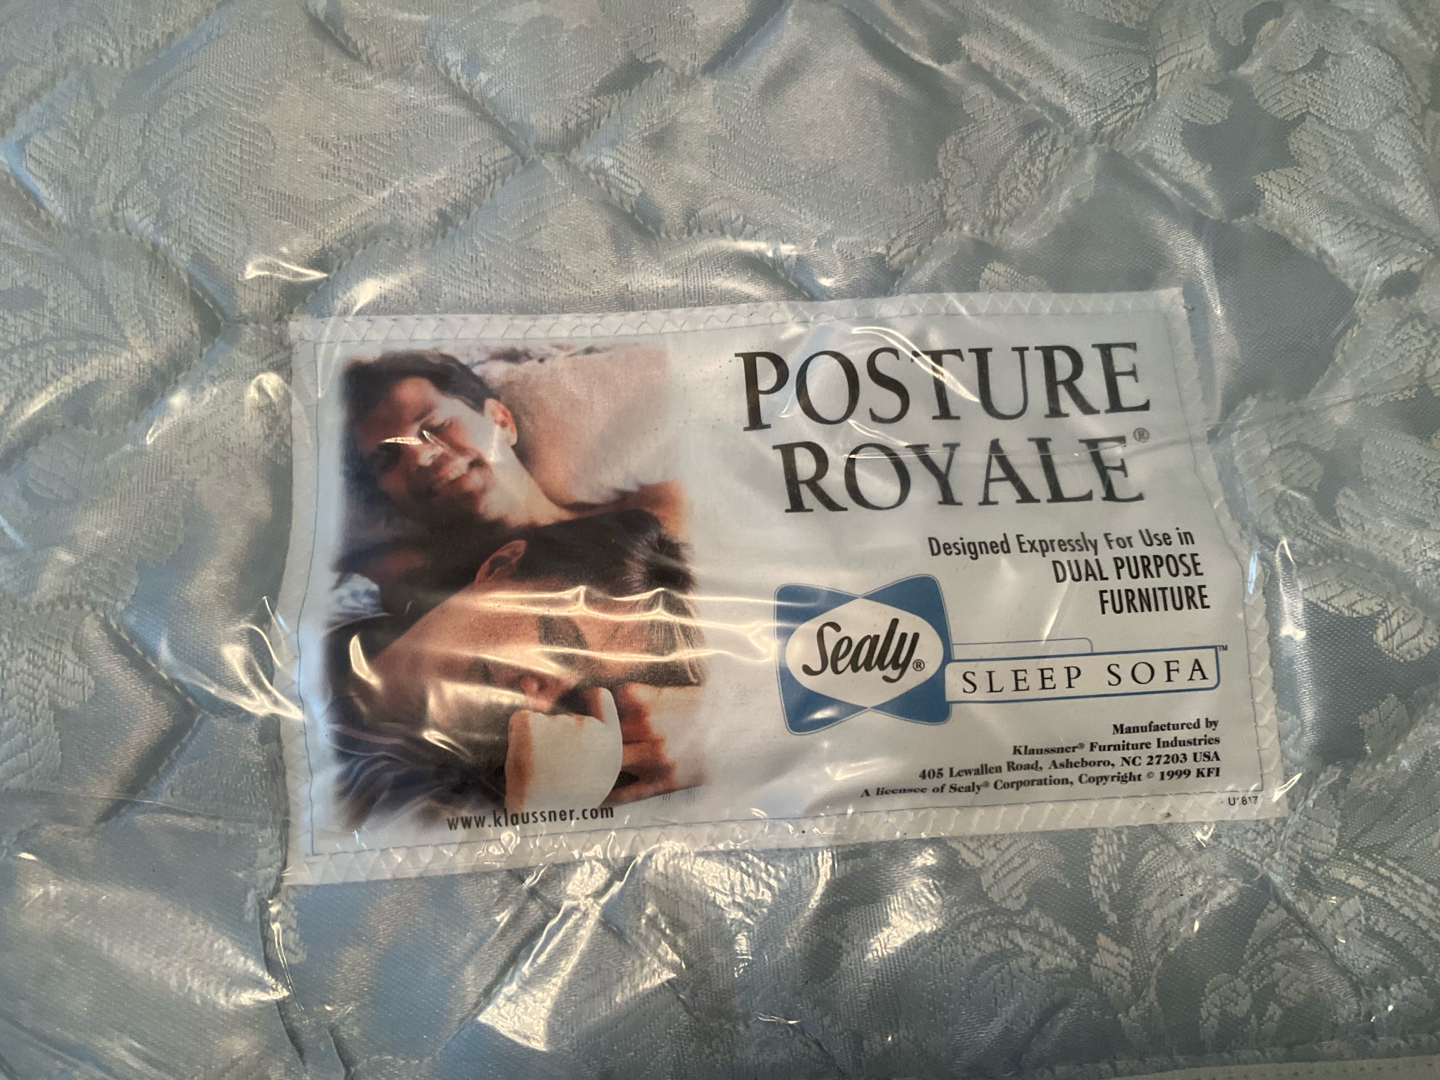 POSTURE
ROYALE®
Designed Expressly For Use in
DUAL PURPOSE
FURNITURE
Sealy®
SLEEP SOFA™
Manufactured by
Klaussner® Furniture Industries
405 Lewallen Road, Asheboro, NC 27203 USA
A licensee of Sealy® Corporation, Copyright © 1999 KFI
www.klaussner.com